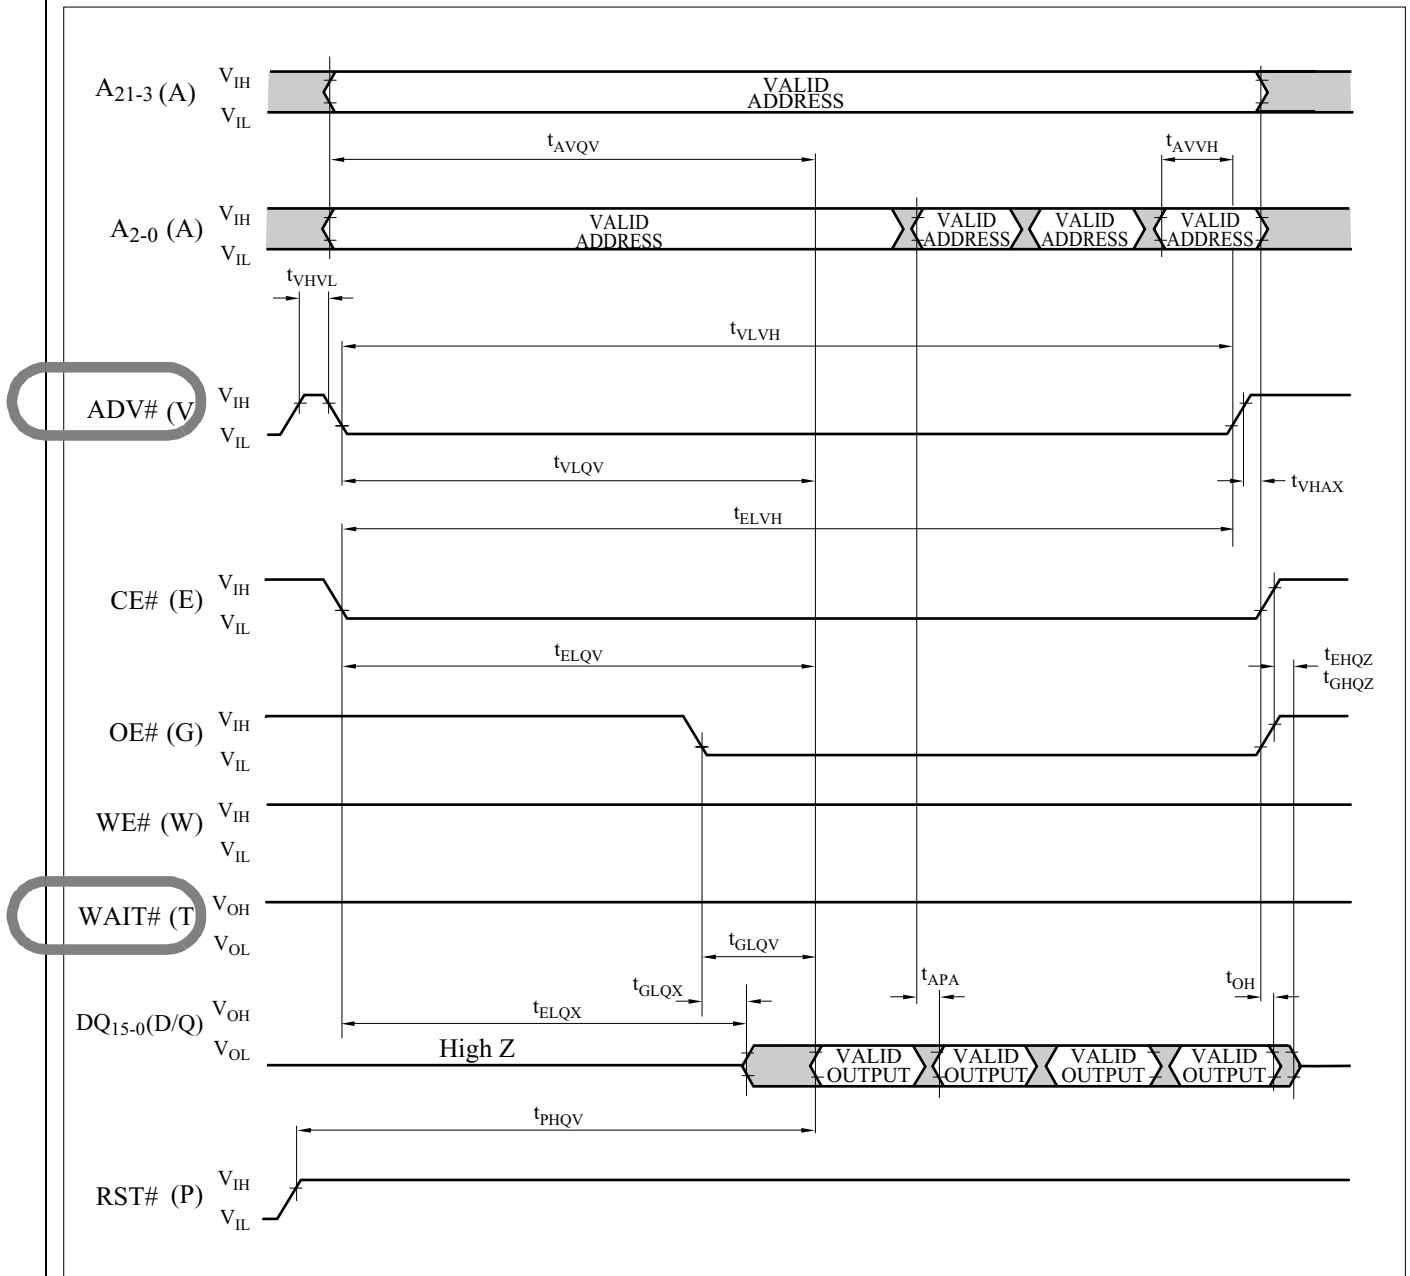 A21-3 (A) VIH VIL
VALID
ADDRESS
tAVQV
tAVVH
A2-0 (A) VIH VIL
VALID
ADDRESS
VALID
ADDRESS
VALID
ADDRESS
VALID
ADDRESS
tVHVL
tVLVH
ADV# (V VIH VIL
tVLQV
tVHAX
tELVH
CE# (E) VIH VIL
tELQV
tEHQZ
tGHQZ
OE# (G) VIH VIL
WE# (W) VIH VIL
WAIT# (T VOH VOL
tGLQV
tAPA
tOH
tGLQX
tELQX
DQ15-0(D/Q) VOH VOL
High Z
VALID
OUTPUT
VALID
OUTPUT
VALID
OUTPUT
VALID
OUTPUT
tPHQV
RST# (P) VIH VIL